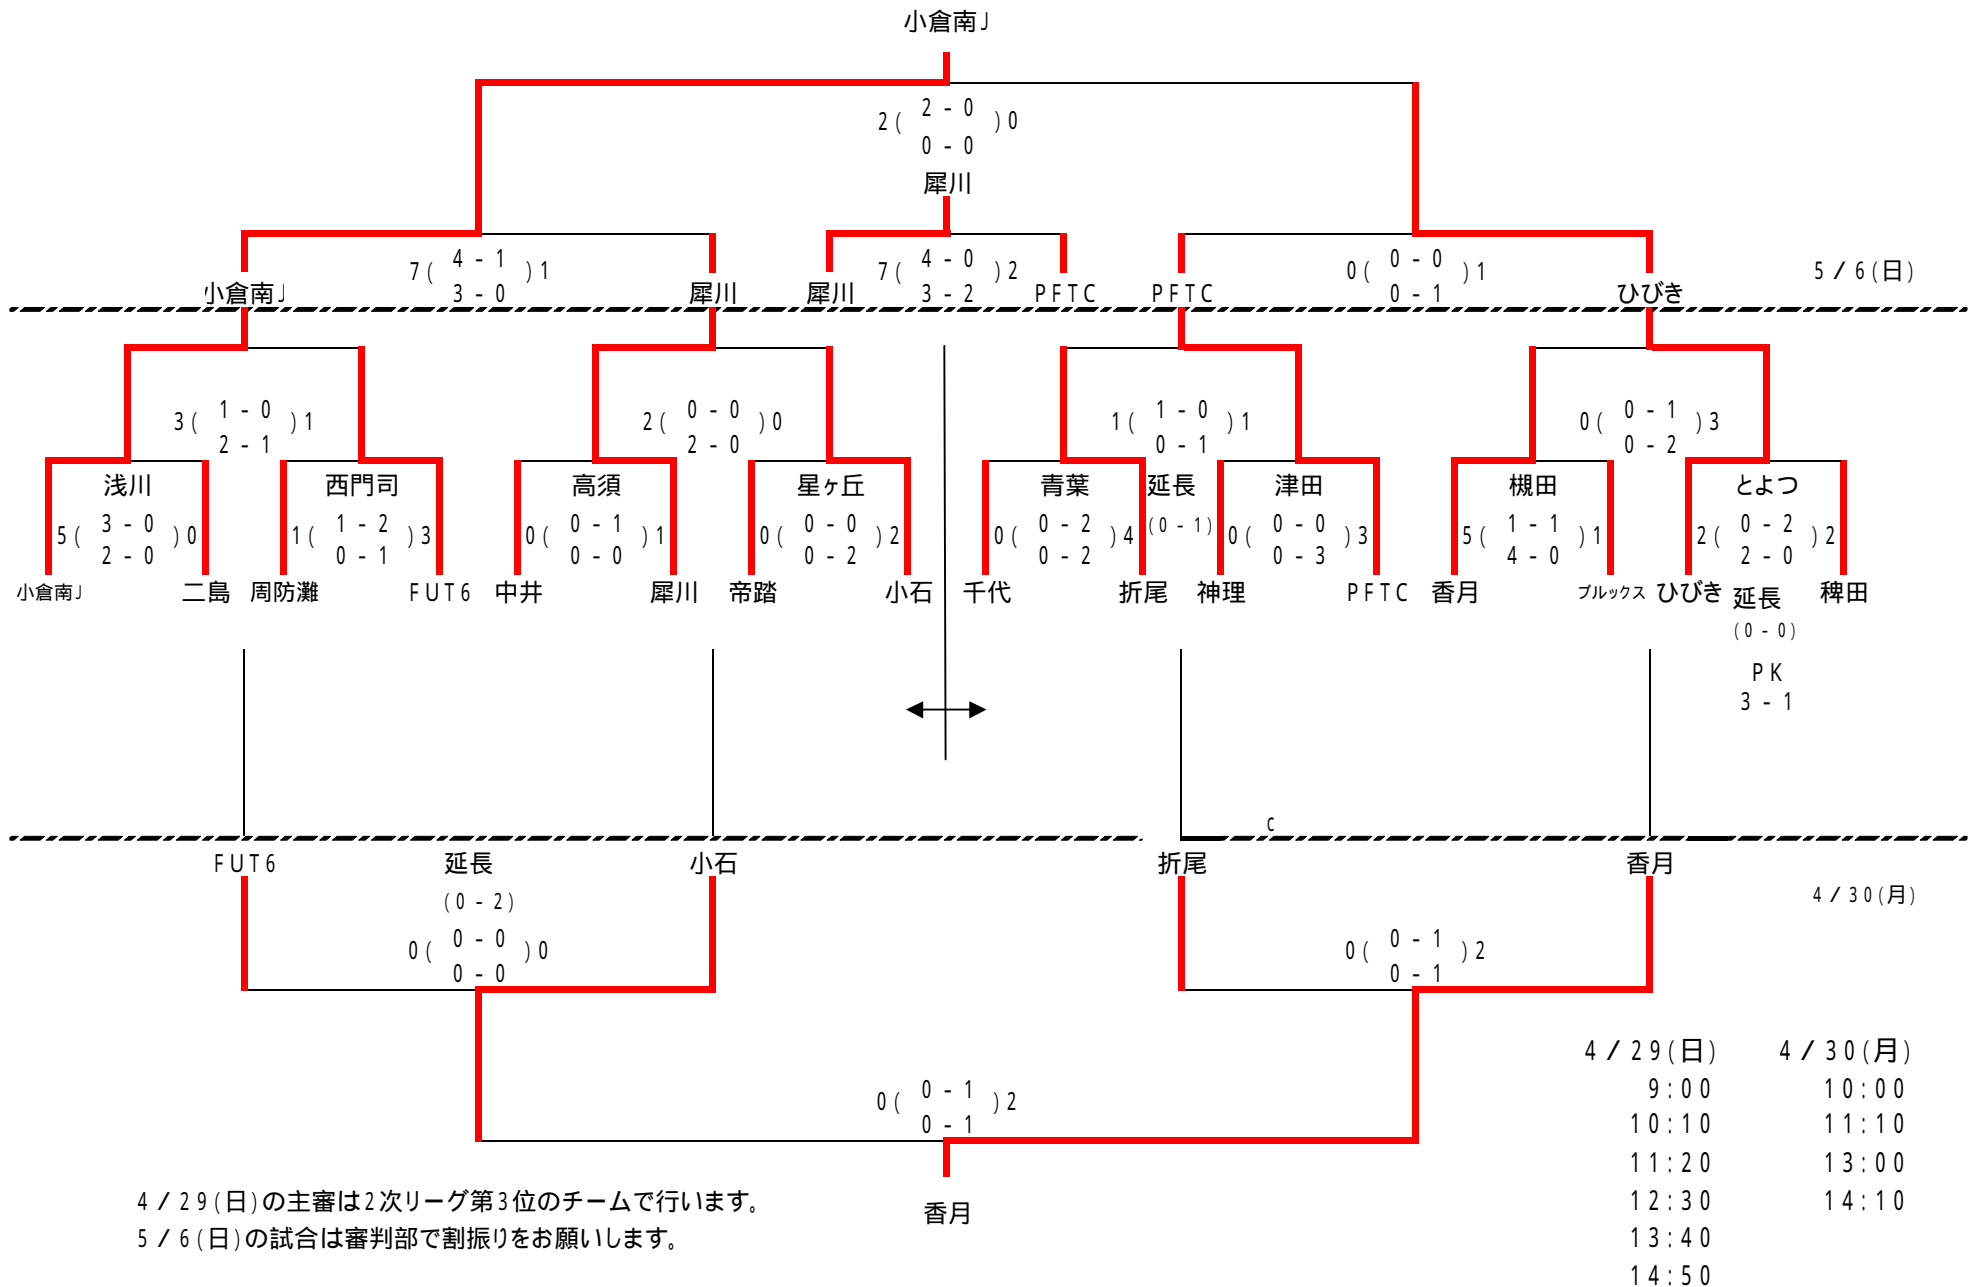 小倉南J
2 - 0
2( )0
0 - 0
犀川
4 - 1 4 - 0 0 - 0
7( )1 7( )2 0( )1 5/6(日)
3 - 0 3 - 2 0 - 1
小倉南J 犀川 犀川 PFTC PFTC ひびき
1 - 0 0 - 0 1 - 0 0 - 1
3( )1 2( )0 1( )1 0( )3
2 - 1 2 - 0 0 - 1 0 - 2
浅川 西門司 高須 星ヶ丘 青葉 延長 津田 槻田 とよつ
3 - 0 1 - 2 0 - 1 0 - 0 0 - 2 (0 - 1) 0 - 0 1 - 1 0 - 2
5( )0 1( )3 0( )1 0( )2 0( )4 0( )3 5( )1 2( )2
2 - 0 0 - 1 0 - 0 0 - 2 0 - 2 0 - 3 4 - 0 2 - 0
小倉南J 二島 周防灘 FUT6 中井 犀川 帝踏 小石 千代 折尾 神理 PFTC 香月 ブルックス ひびき 延長 稗田
(0 - 0)
PK
3 - 1
c
FUT6 延長 小石 折尾 香月
(0 - 2) 4/30(月)
0 - 0 0 - 1
0( )0 0( )2
0 - 0 0 - 1
0 - 1
0( )2
0 - 1
香月
4/29(日) 4/30(月)
9:00 10:00
10:10 11:10
11:20 13:00
12:30 14:10
13:40
14:50
4/29(日)の主審は2次リーグ第3位のチームで行います。
5/6(日)の試合は審判部で割振りをお願いします。